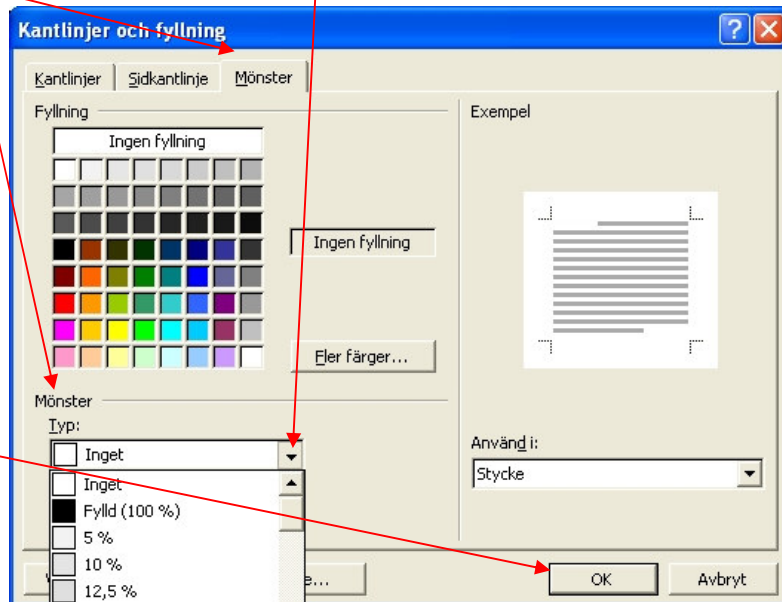 Kantlinjer och fyllning
Kantlinjer Sidkantlinje Mönster
Fyllning
Ingen fyllning
Ingen fyllning
Fler färger...
Exempel
Mönster
Typ:
Inget
Inget
Fylld (100 %)
5 %
10 %
12,5 %
Använd i:
Stycke
OK Avbryt